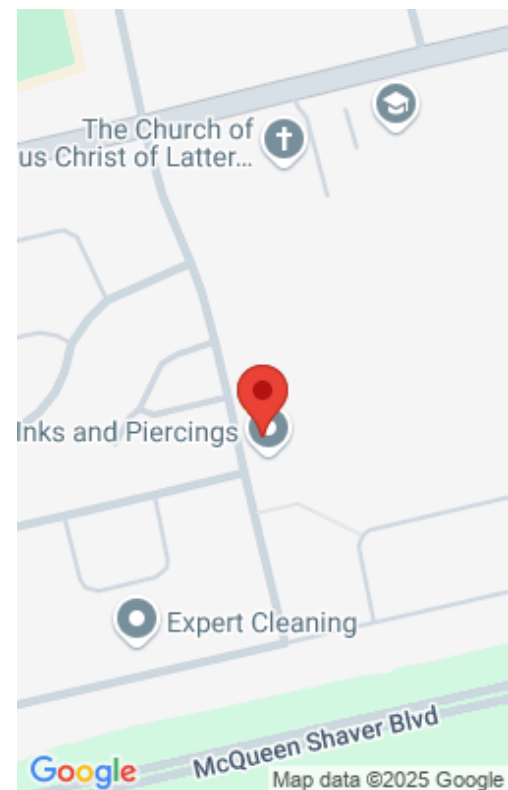 The Church of
us Christ of Latter...
Inks and Piercings
Expert Cleaning
McQueen Shaver Blvd
Google
Map data ©2025 Google